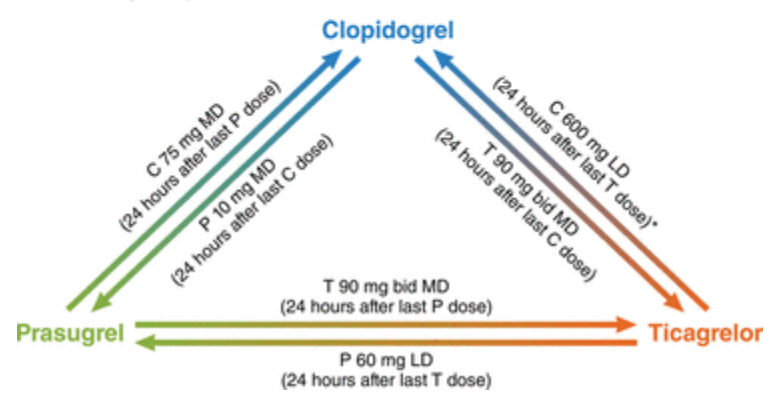 Clopidogrel
C 75 mg MD
(24 hours after last P dose)
P 10 mg MD
(24 hours after last C dose)
C 600 mg LD
(24 hours after last T dose)*
T 90 mg bid MD
(24 hours after last C dose)
T 90 mg bid MD
(24 hours after last P dose)
Prasugrel
Ticagrelor
P 60 mg LD
(24 hours after last T dose)